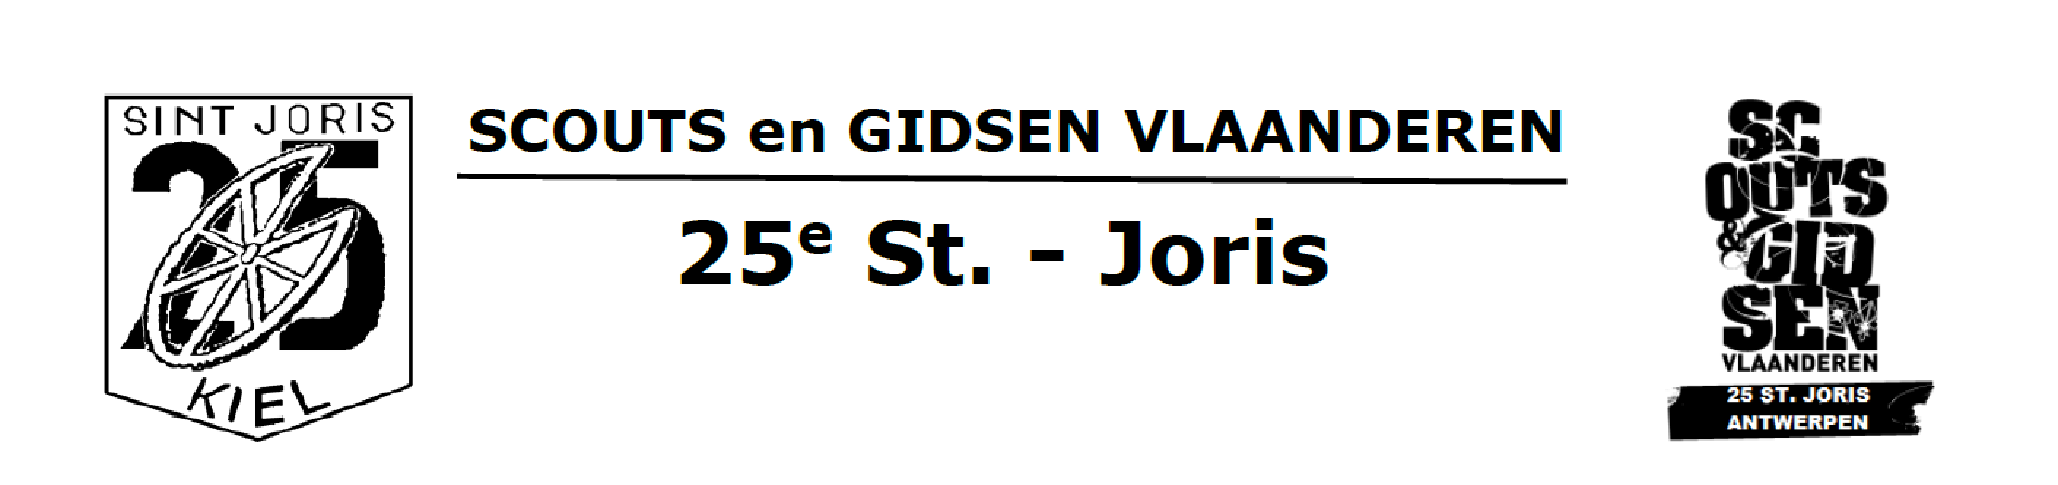 SINT JORIS
25
KIEL
SCOUTS en GIDSEN VLAANDEREN
25e St. - Joris
SC
OUTS
& GID
SEN
VLAANDEREN
25 ST. JORIS
ANTWERPEN